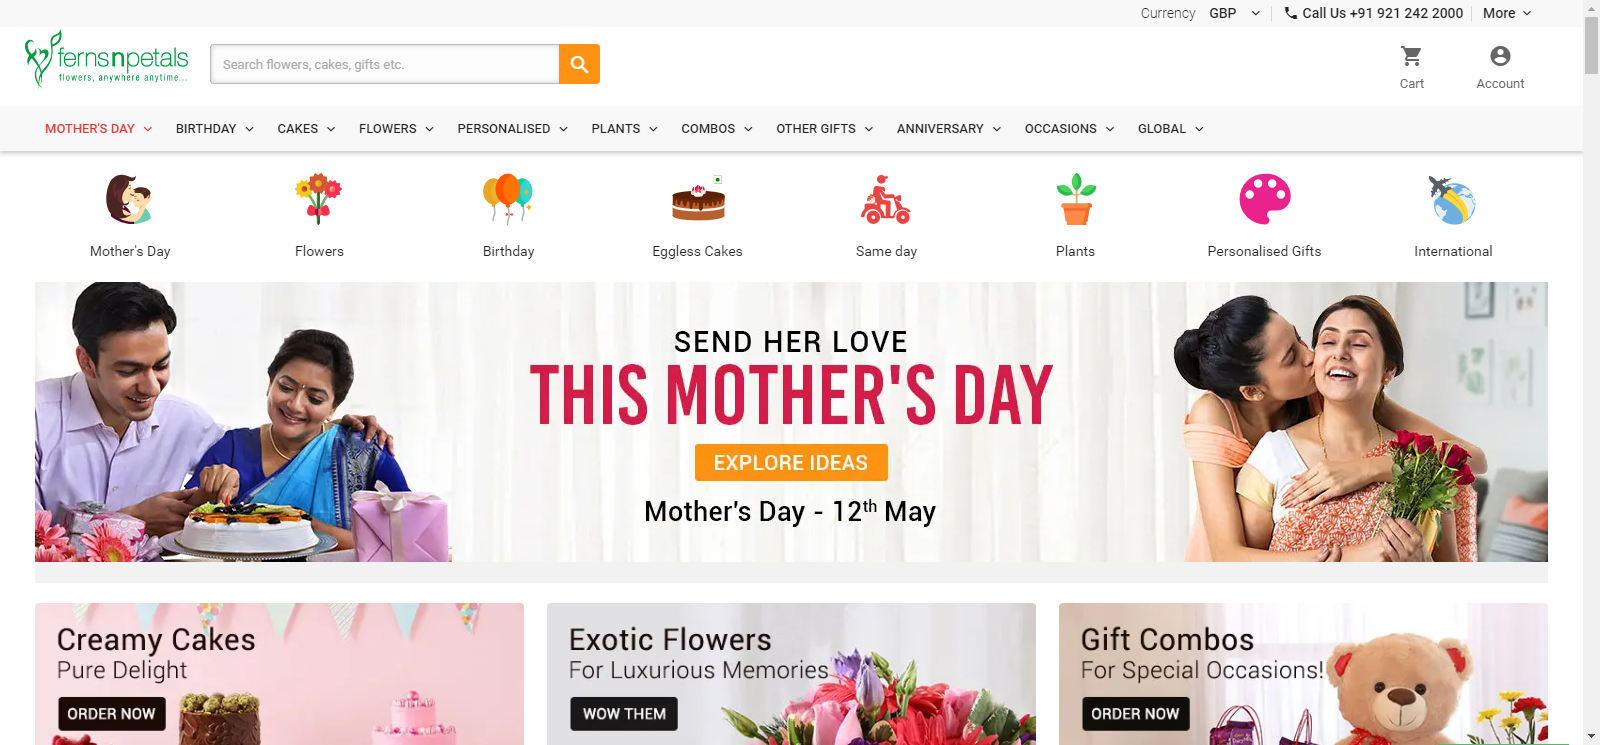 Currency GBP Call Us +91 921 242 2000 More
fernsnpetals
flowers, anywhere anytime...
Search flowers, cakes, gifts etc.
Cart Account
MOTHER'S DAY BIRTHDAY CAKES FLOWERS PERSONALISED PLANTS COMBOS OTHER GIFTS ANNIVERSARY OCCASIONS GLOBAL
Mother's Day Flowers Birthday Eggless Cakes Same day Plants Personalised Gifts International
SEND HER LOVE
THIS MOTHER'S DAY
EXPLORE IDEAS
Mother's Day - 12th May
Creamy Cakes
Pure Delight
ORDER NOW
Exotic Flowers
For Luxurious Memories
WOW THEM
Gift Combos
For Special Occasions!
ORDER NOW